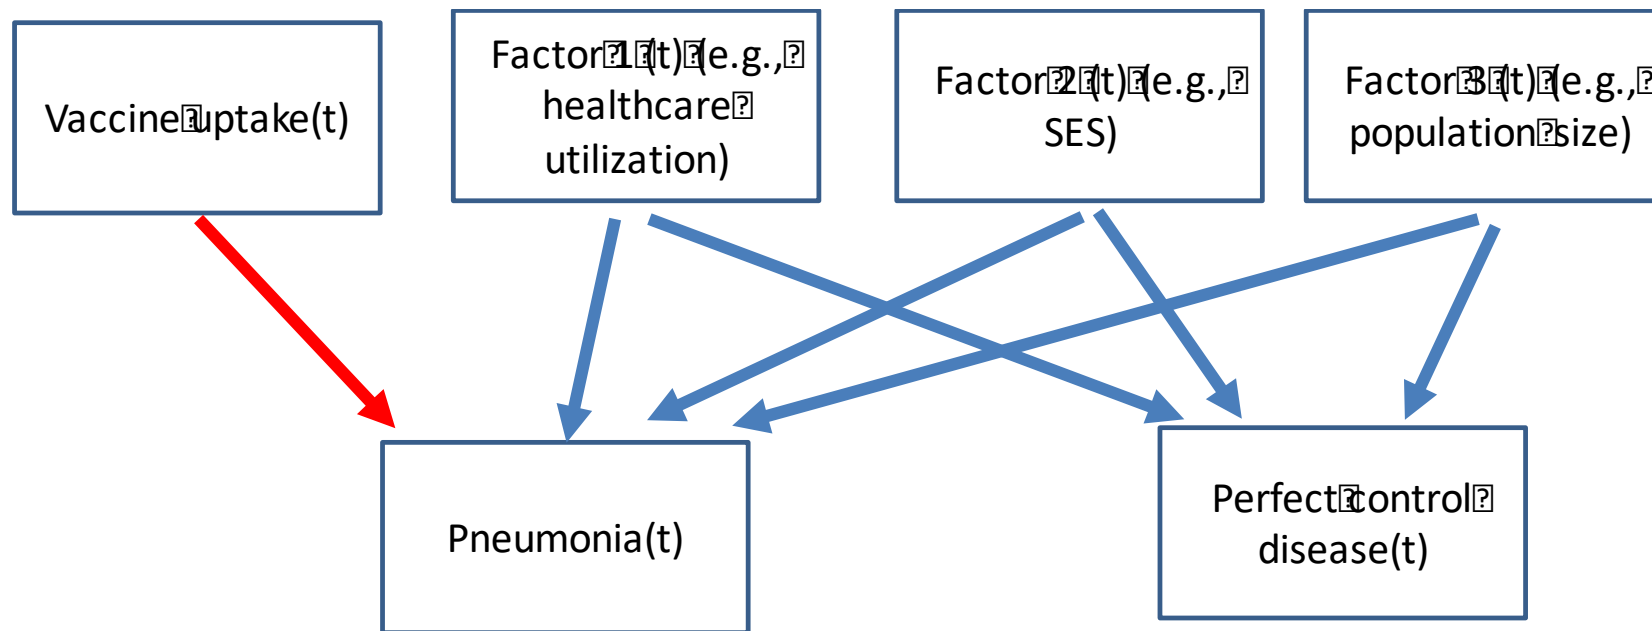 Vaccine uptake(t)
Factor 1 (t) (e.g.,
healthcare
utilization)
Factor 2 (t) (e.g.,
SES)
Factor 3 (t) (e.g.,
population size)
Pneumonia(t)
Perfect control
disease(t)